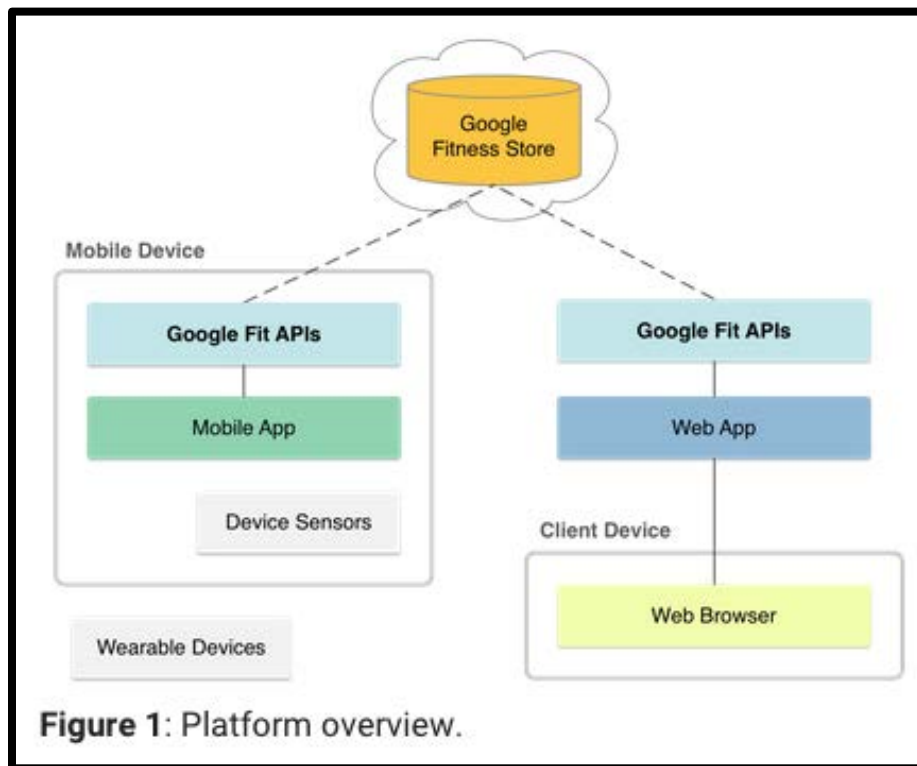 Google
Fitness Store
Mobile Device
Google Fit APIs
Google Fit APIs
Mobile App
Web App
Device Sensors
Client Device
Web Browser
Wearable Devices
Figure 1: Platform overview.